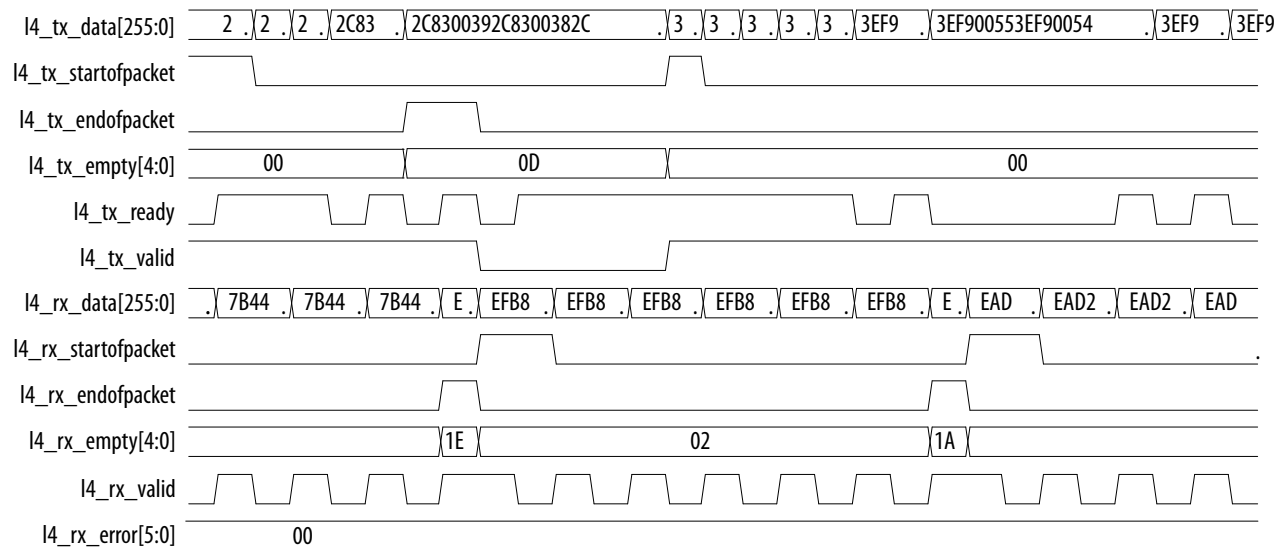 l4_tx_data[255:0] 2 . 2 . 2 . 2C83 . 2C8300392C8300382C . 3 . 3 . 3 . 3 . 3 . 3EF9 . 3EF900553EF90054 . 3EF9 . 3EF9
l4_tx_startofpacket
l4_tx_endofpacket
l4_tx_empty[4:0] 00 0D 00
l4_tx_ready
l4_tx_valid
l4_rx_data[255:0] . 7B44 . 7B44 . 7B44 . E . EFB8 . EFB8 . EFB8 . EFB8 . EFB8 . EFB8 . E . EAD . EAD2 . EAD2 . EAD
l4_rx_startofpacket .
l4_rx_endofpacket
l4_rx_empty[4:0] 1E 02 1A
l4_rx_valid
l4_rx_error[5:0] 00